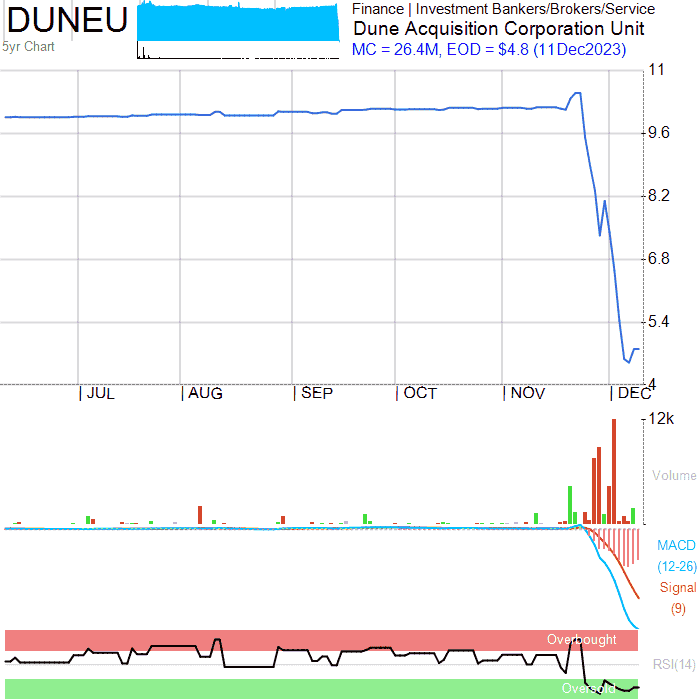 DUNEU
5yr Chart
Finance | Investment Bankers/Brokers/Service
Dune Acquisition Corporation Unit
MC = 26.4M, EOD = $4.8 (11Dec2023)
11
9.6
8.2
6.8
5.4
4
| JUL | AUG | SEP | OCT | NOV | DEC
12k
Volume
MACD
(12-26)
Signal
(9)
Overbought
RSI(14)
Oversold